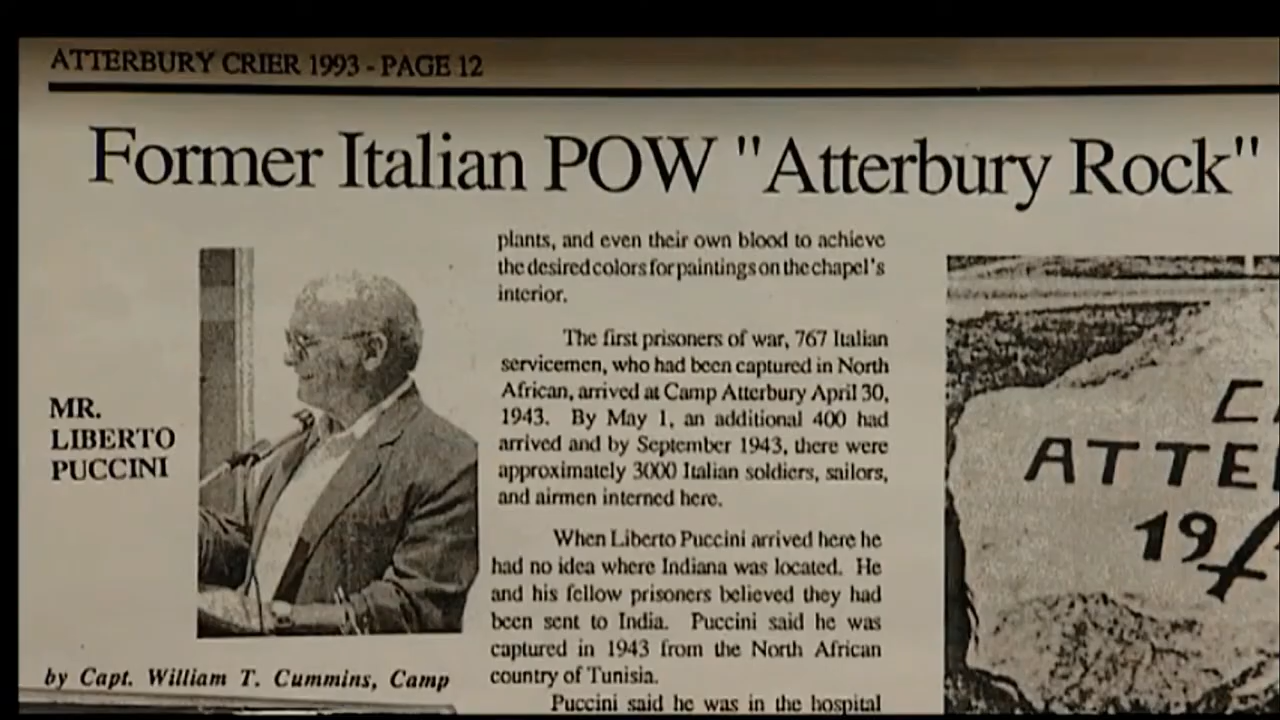 ATTERBURY CRIER 1993 - PAGE 12
Former Italian POW "Atterbury Rock"
MR.
LIBERTO
PUCCINI
by Capt. William T. Cummins, Camp
plants, and even their own blood to achieve
the desired colors for paintings on the chapel's
interior.
The first prisoners of war, 767 Italian
servicemen, who had been captured in North
African, arrived at Camp Atterbury April 30,
1943. By May 1, an additional 400 had
arrived and by September 1943, there were
approximately 3000 Italian soldiers, sailors,
and airmen interned here.
When Liberto Puccini arrived here he
had no idea where Indiana was located. He
and his fellow prisoners believed they had
been sent to India. Puccini said he was
captured in 1943 from the North African
country of Tunisia.
Puccini said he was in the hospital
C
ATTE
194